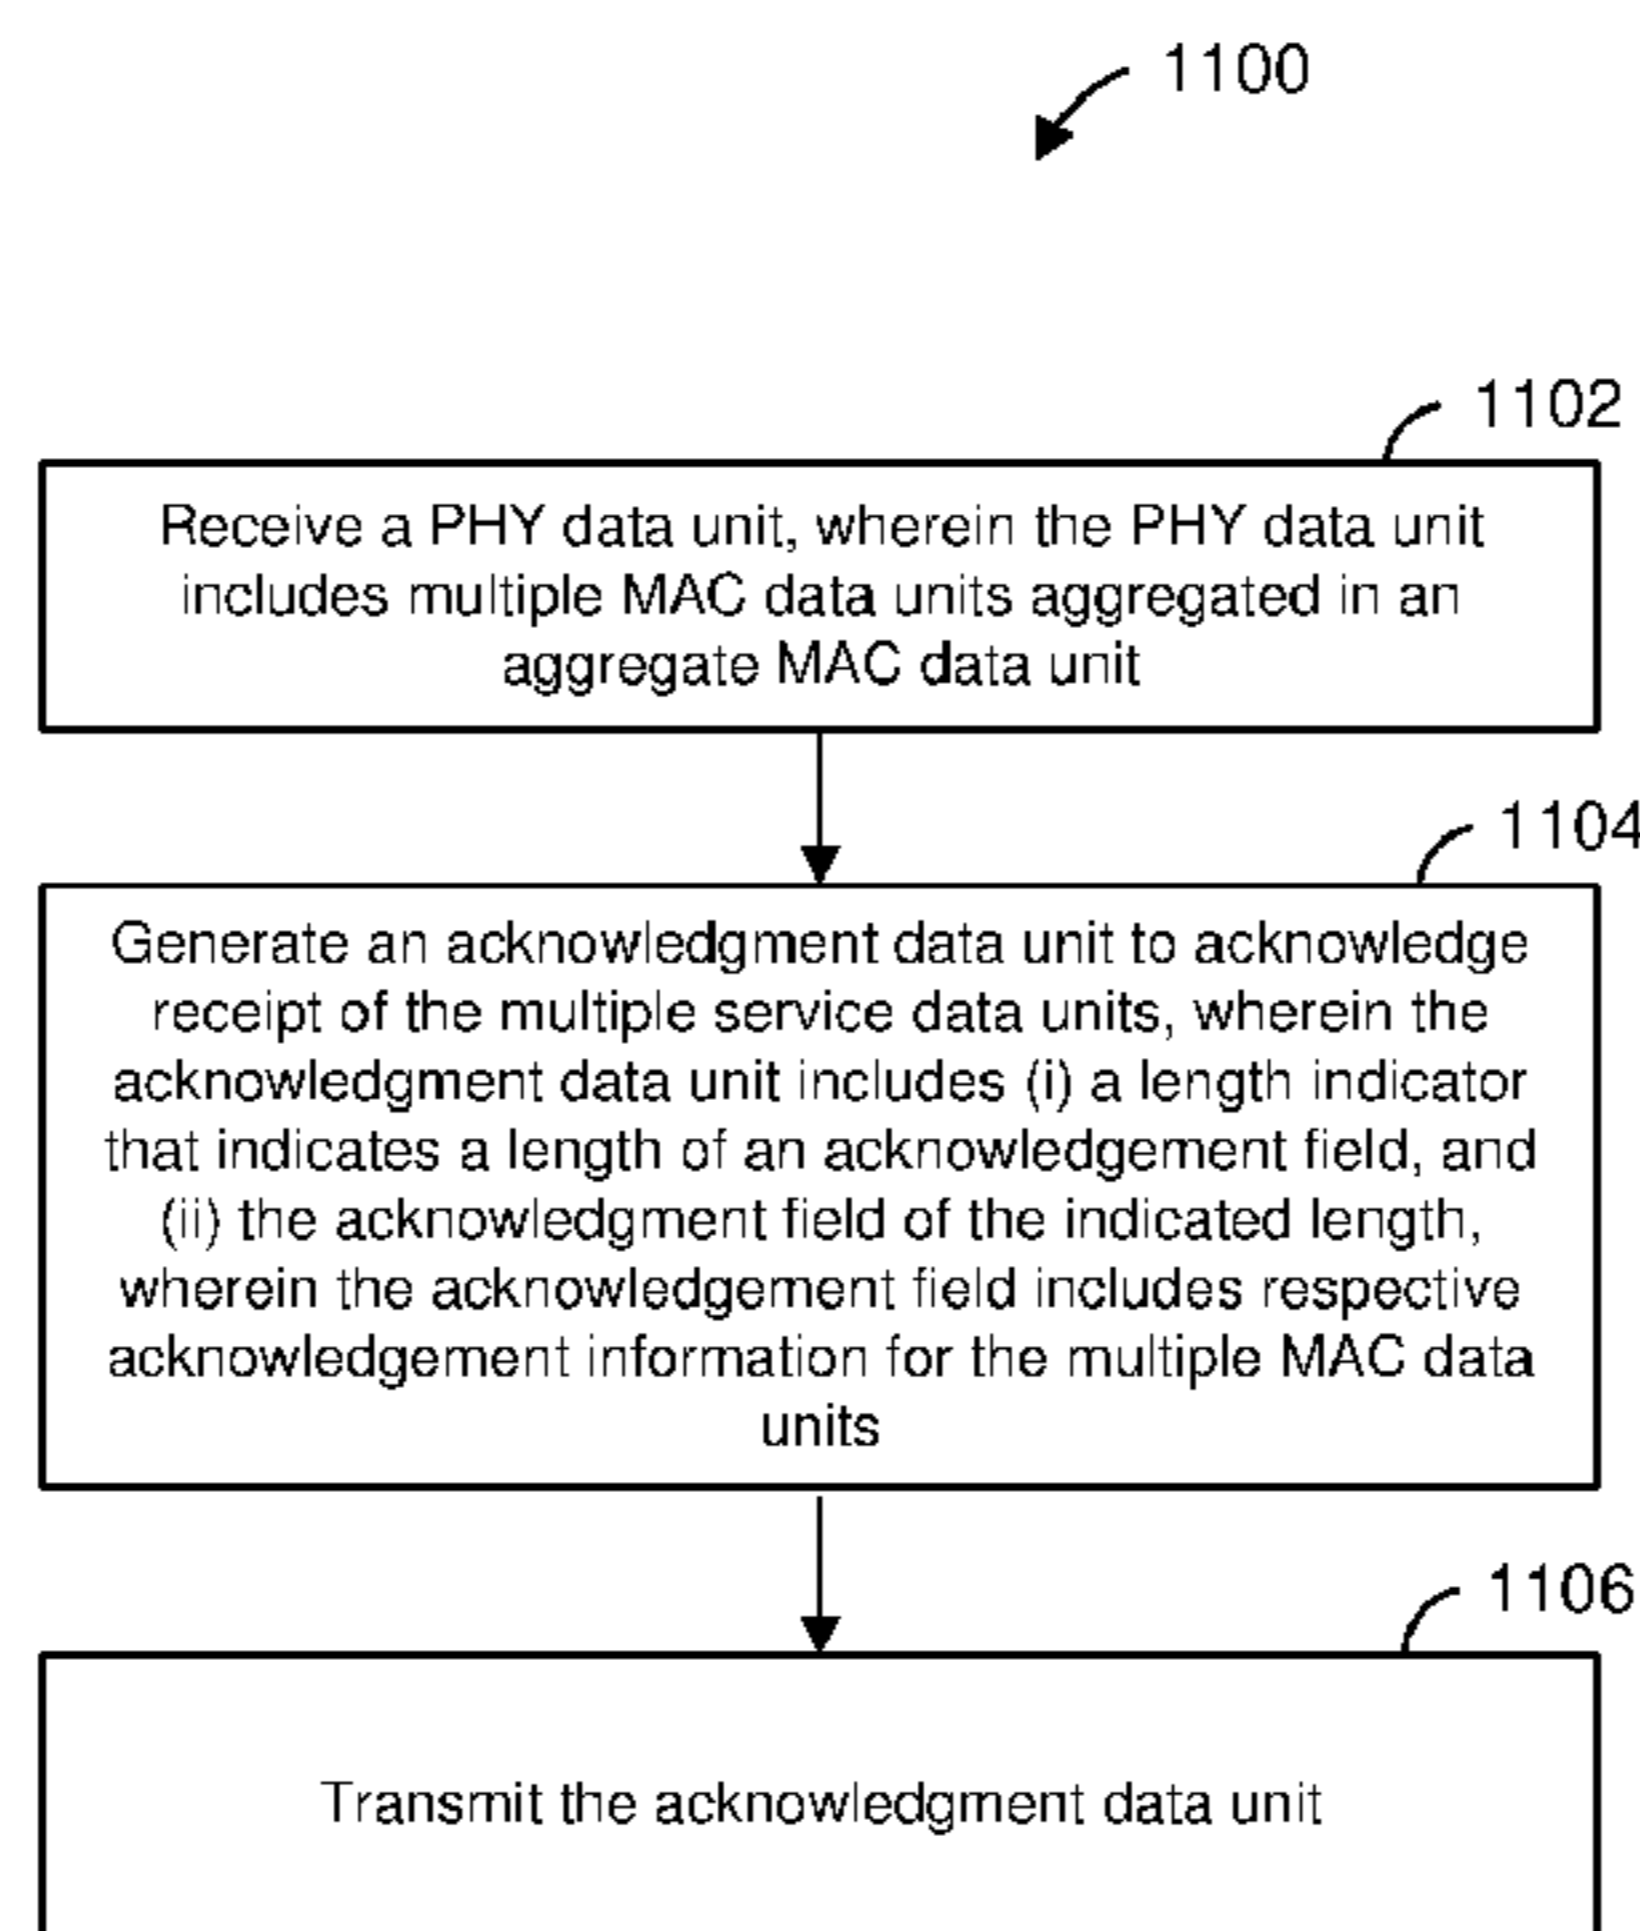 1100
1102
Receive a PHY data unit, wherein the PHY data unit
includes multiple MAC data units aggregated in an
aggregate MAC data unit
1104
Generate an acknowledgment data unit to acknowledge
receipt of the multiple service data units, wherein the
acknowledgment data unit includes (i) a length indicator
that indicates a length of an acknowledgement field, and
(ii) the acknowledgment field of the indicated length,
wherein the acknowledgement field includes respective
acknowledgement information for the multiple MAC data
units
1106
Transmit the acknowledgment data unit